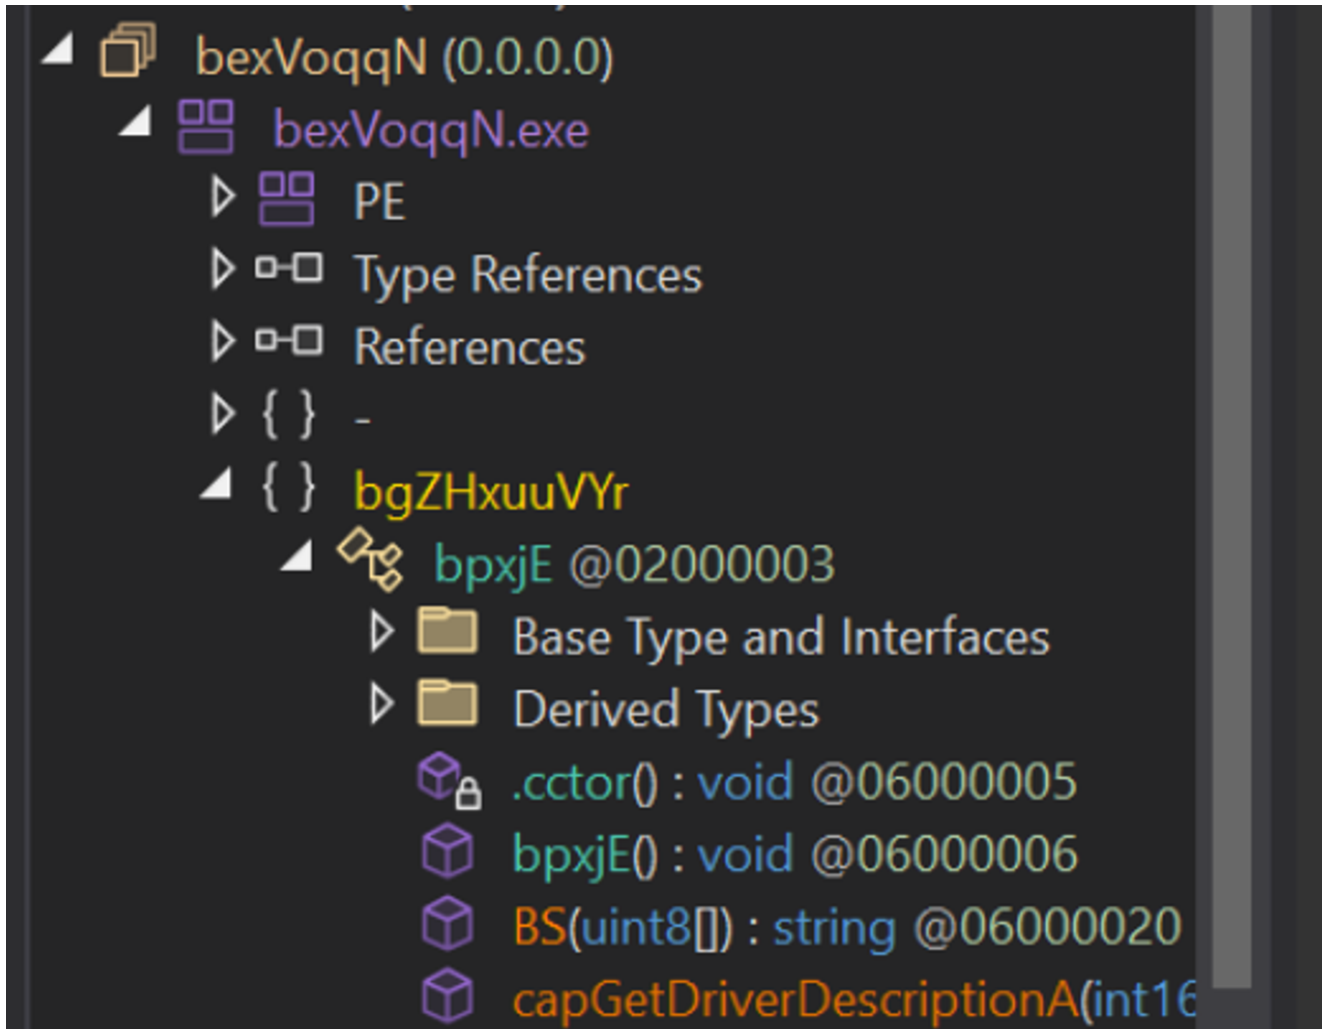 bexVoqqN (0.0.0.0)
bexVoqqN.exe
PE
Type References
References
{ } -
{ } bgZHxuuVYr
bpxjE @02000003
Base Type and Interfaces
Derived Types
.cctor() : void @06000005
bpxjE() : void @06000006
BS(uint8[]) : string @06000020
capGetDriverDescriptionA(int16